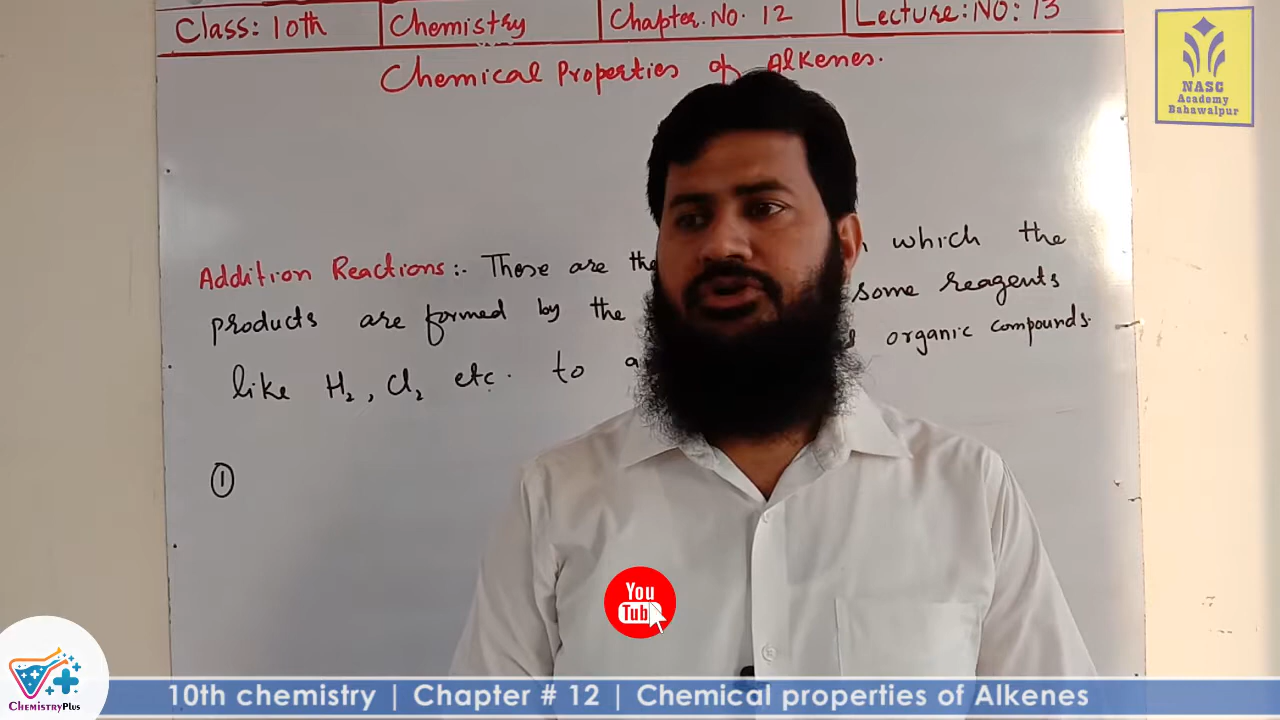 Class: 10th
Chemistry
Chapter.No. 12
Lecture: No: 13
Chemical Properties of Alkenes.
Addition Reactions:- These are the which the
products are formed by the some reagents
like H₂, Cl₂ etc. to organic compounds.
①
NASC
Academy
Bahawalpur
You
Tub
ChemistryPlus
10th chemistry | Chapter # 12 | Chemical properties of Alkenes